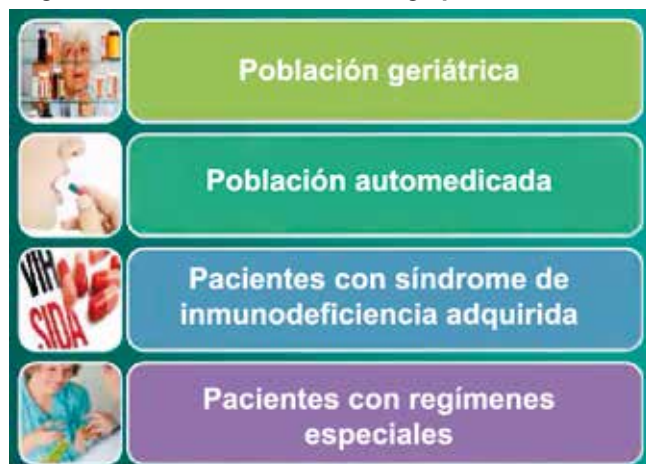 Población geriátrica
Población automedicada
VIH
SIDA
Pacientes con síndrome de
inmunodeficiencia adquirida
Pacientes con regímenes
especiales